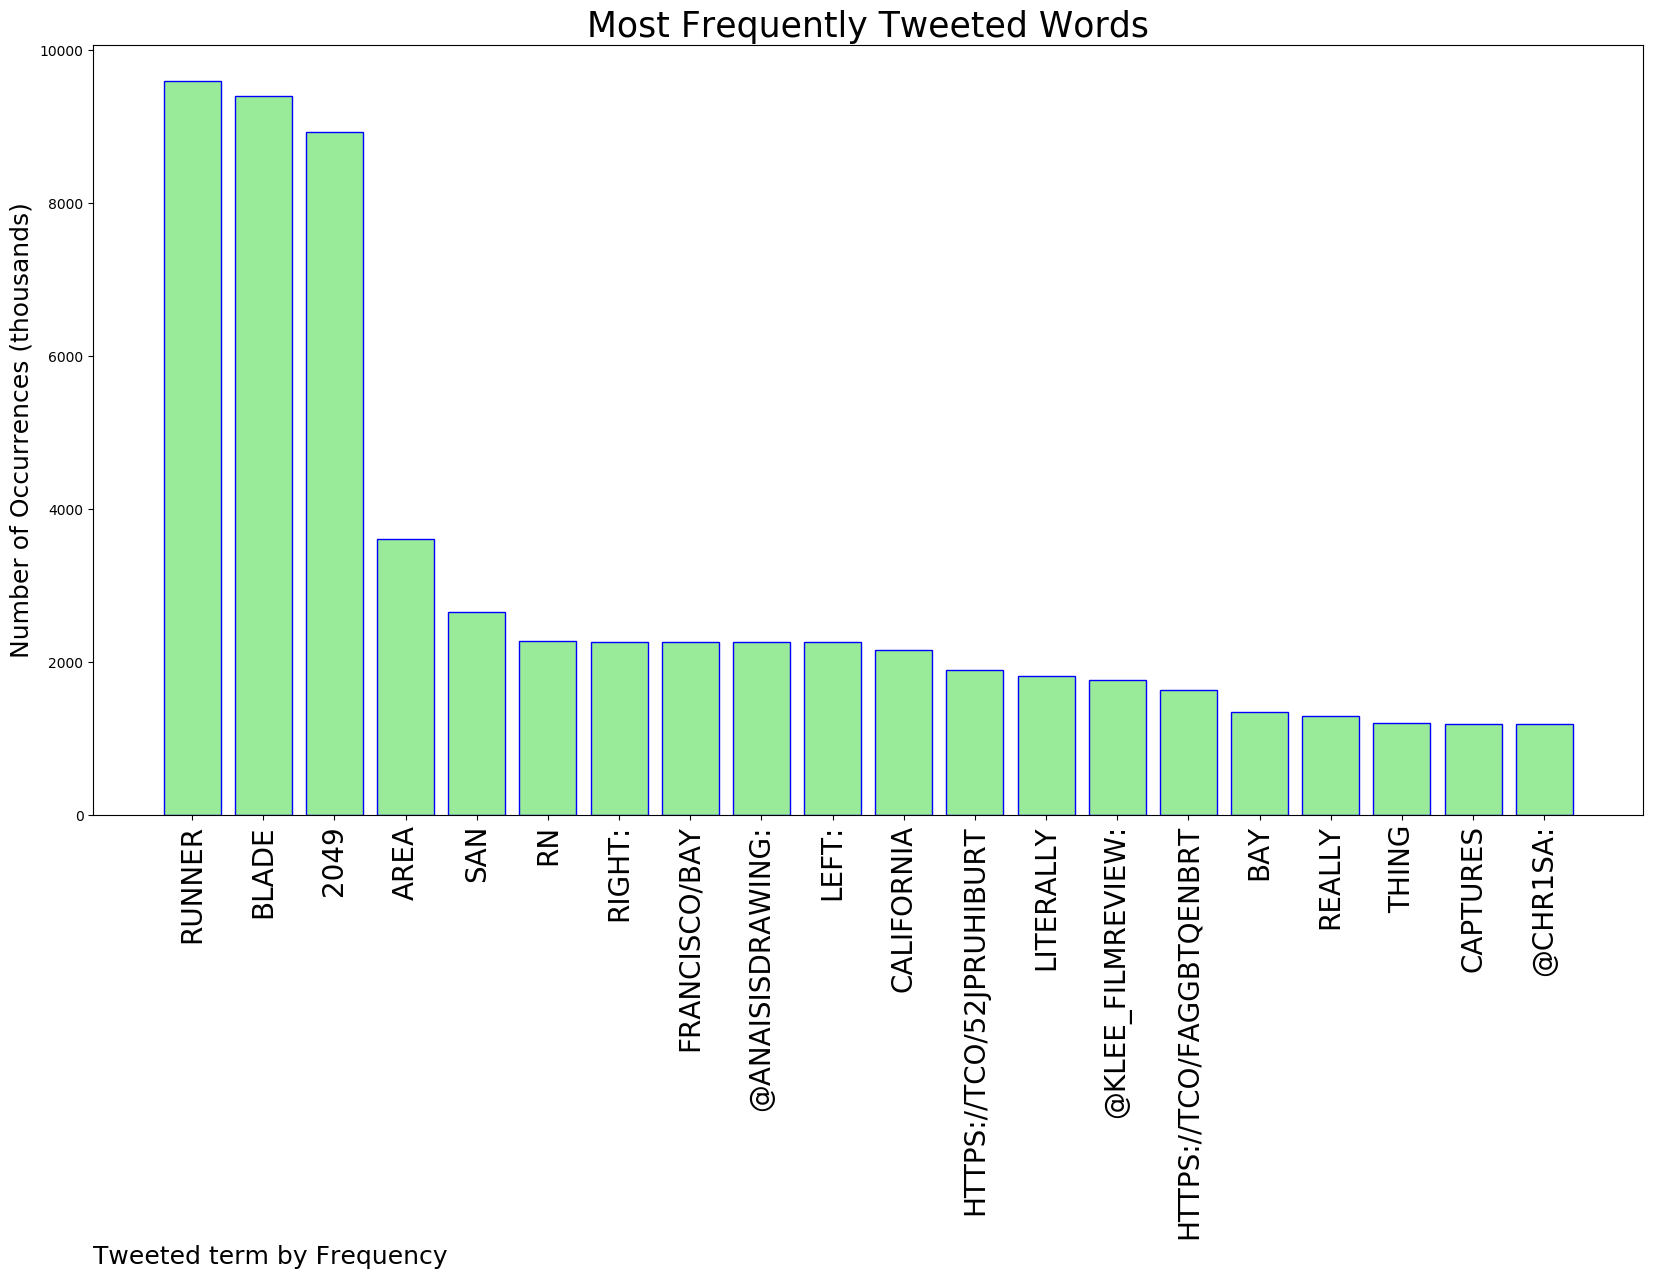 Most Frequently Tweeted Words
Number of Occurrences (thousands)
10000
8000
6000
4000
2000
0
RUNNER
BLADE
2049
AREA
SAN
RN
RIGHT:
FRANCISCO/BAY
@ANAISISDRAWING:
LEFT:
CALIFORNIA
HTTPS://TCO/52JPRUHIBURT
LITERALLY
@KLEE_FILMREVIEW:
HTTPS://TCO/FAGGBTQENBRT
BAY
REALLY
THING
CAPTURES
@CHR1SA:
Tweeted term by Frequency